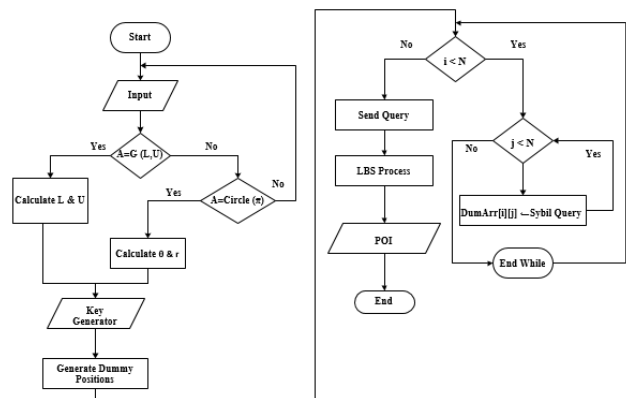 Start
Input
A=G (L,U)
Yes
No
Calculate L & U
A=Circle (π)
Yes
No
Calculate θ & r
Key
Generator
Generate Dummy
Positions
i < N
No
Yes
Send Query
LBS Process
POI
End
j < N
No
Yes
DumArr[i][j] ←Sybil Query
End While